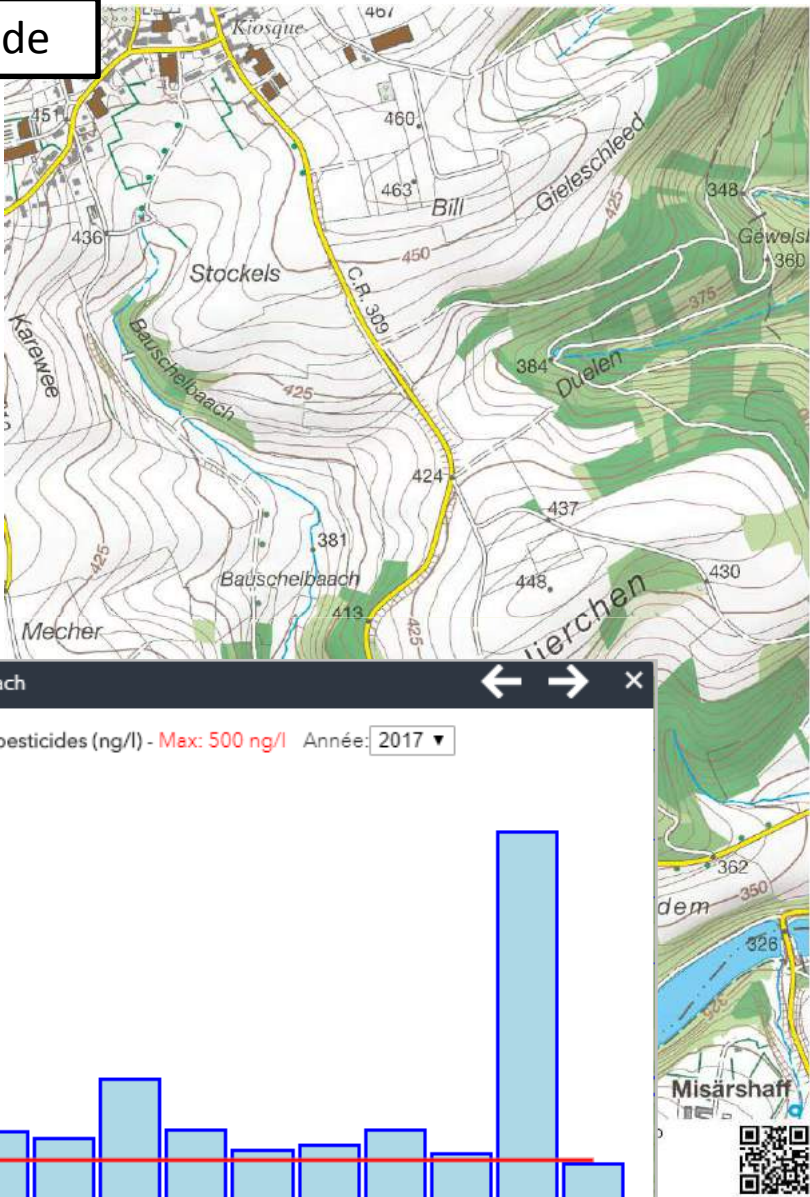 de
Kiosque
467
451
460
463
Bill
Gieleschleed
425
348
Gewelsl
360
436
450
Stockels
C.R. 309
375
Karewee
Bauschelbaach
425
384
Duelen
424
437
425
381
Bauschelbaach
448
430
413
425
Mecher
lierchen
ach
pesticides (ng/l) - Max: 500 ng/l Année: 2017
362
dem
350
326
325
Misärshaff